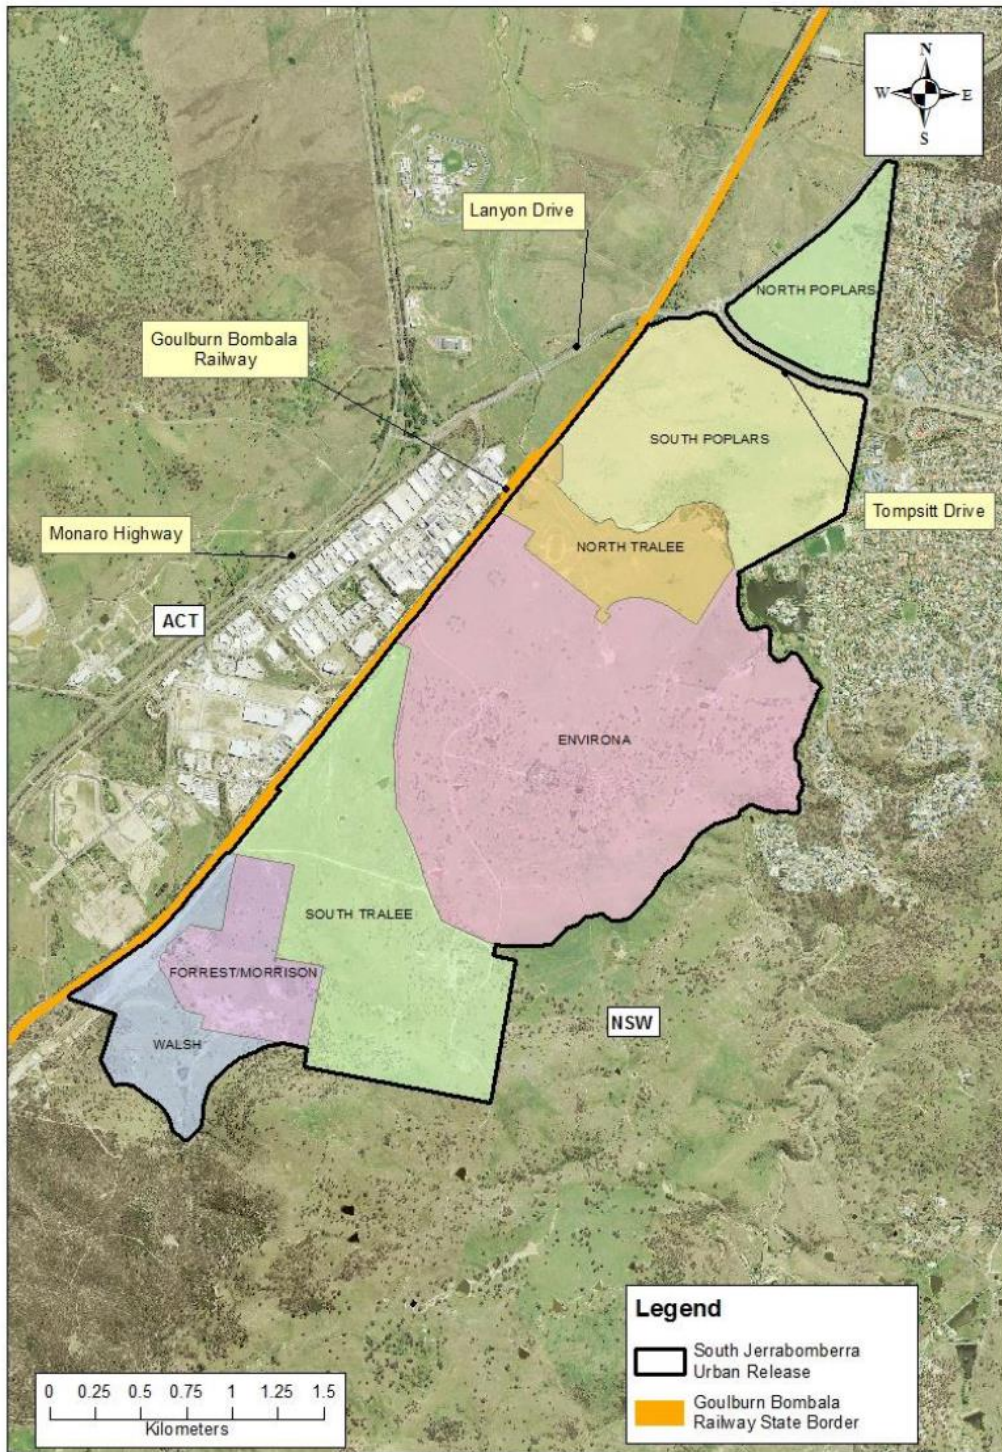 N
W
E
S
Lanyon Drive
NORTH POPLARS
Goulburn Bombala
Railway
SOUTH POPLARS
Tompsitt Drive
Monaro Highway
NORTH TRALEE
ACT
ENVIRONA
SOUTH TRALEE
FORREST/MORRISON
NSW
WALSH
Legend
South Jerrabomberra
Urban Release
Goulburn Bombala
Railway State Border
0 0.25 0.5 0.75 1 1.25 1.5
Kilometers